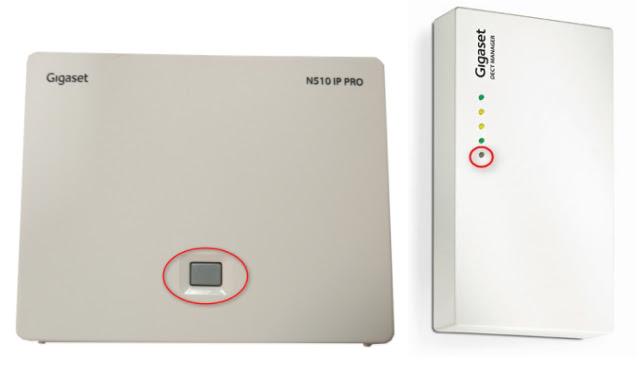 Gigaset
N510 IP PRO
Gigaset
DECT MANAGER